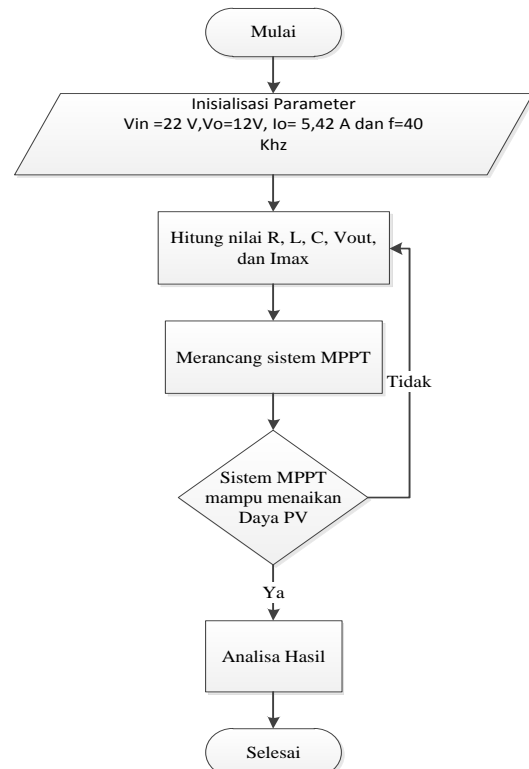 Mulai
Inisialisasi Parameter
Vin =22 V,Vo=12V, Io= 5,42 A dan f=40
Khz
Hitung nilai R, L, C, Vout,
dan Imax
Merancang sistem MPPT
Tidak
Sistem MPPT
mampu menaikan
Daya PV
Ya
Analisa Hasil
Selesai